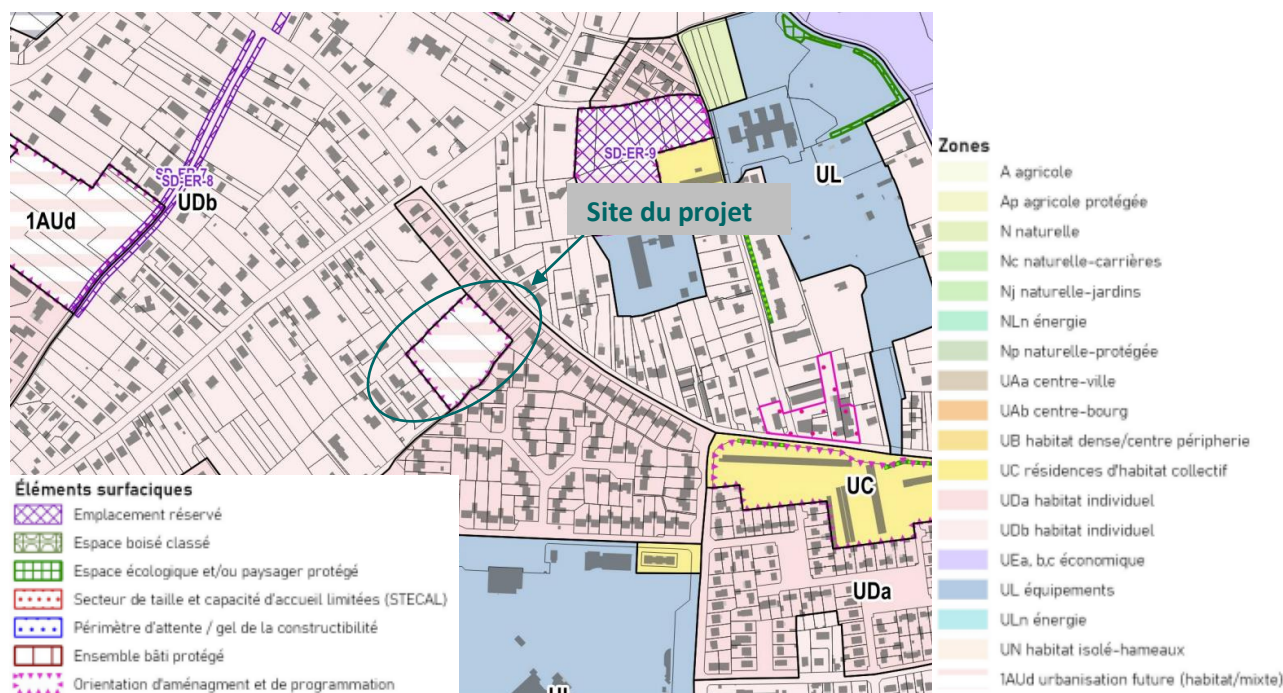 SD-ER-9
SD-ER-7
SD-ER-8
UDb
UL
1AUd
Site du projet
UC
UDa
UL
Éléments surfaciques
Emplacement réservé
Espace boisé classé
Espace écologique et/ou paysager protégé
Secteur de taille et capacité d'accueil limitées (STECAL)
Périmètre d'attente / gel de la constructibilité
Ensemble bâti protégé
Orientation d'aménagment et de programmation
Zones
A agricole
Ap agricole protégée
N naturelle
Nc naturelle-carrières
Nj naturelle-jardins
NLn énergie
Np naturelle-protégée
UAa centre-ville
UAb centre-bourg
UB habitat dense/centre péripherie
UC résidences d'habitat collectif
UDa habitat individuel
UDb habitat individuel
UEa, b,c économique
UL équipements
ULn énergie
UN habitat isolé-hameaux
1AUd urbanisation future (habitat/mixte)